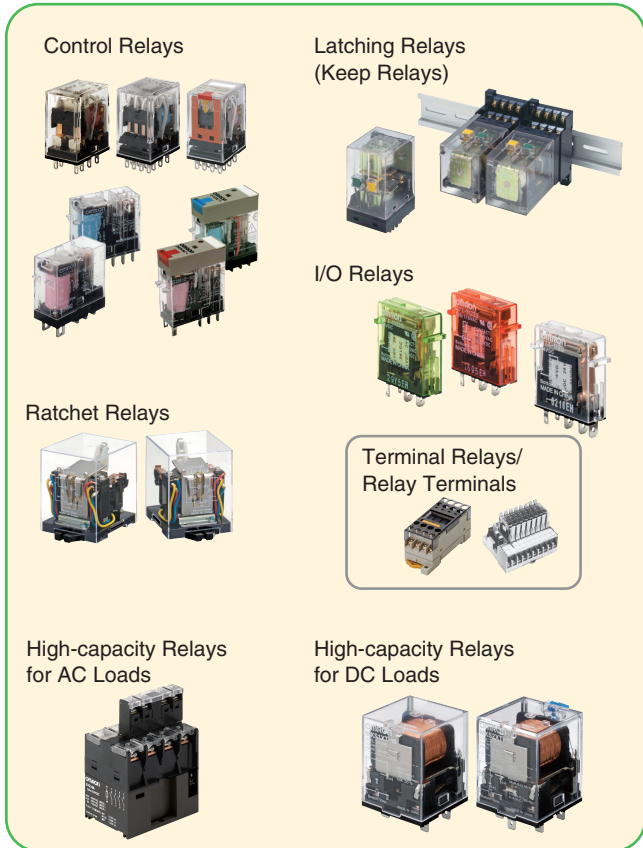 Control Relays
Latching Relays
(Keep Relays)
I/O Relays
Ratchet Relays
Terminal Relays/
Relay Terminals
High-capacity Relays
for AC Loads
High-capacity Relays
for DC Loads